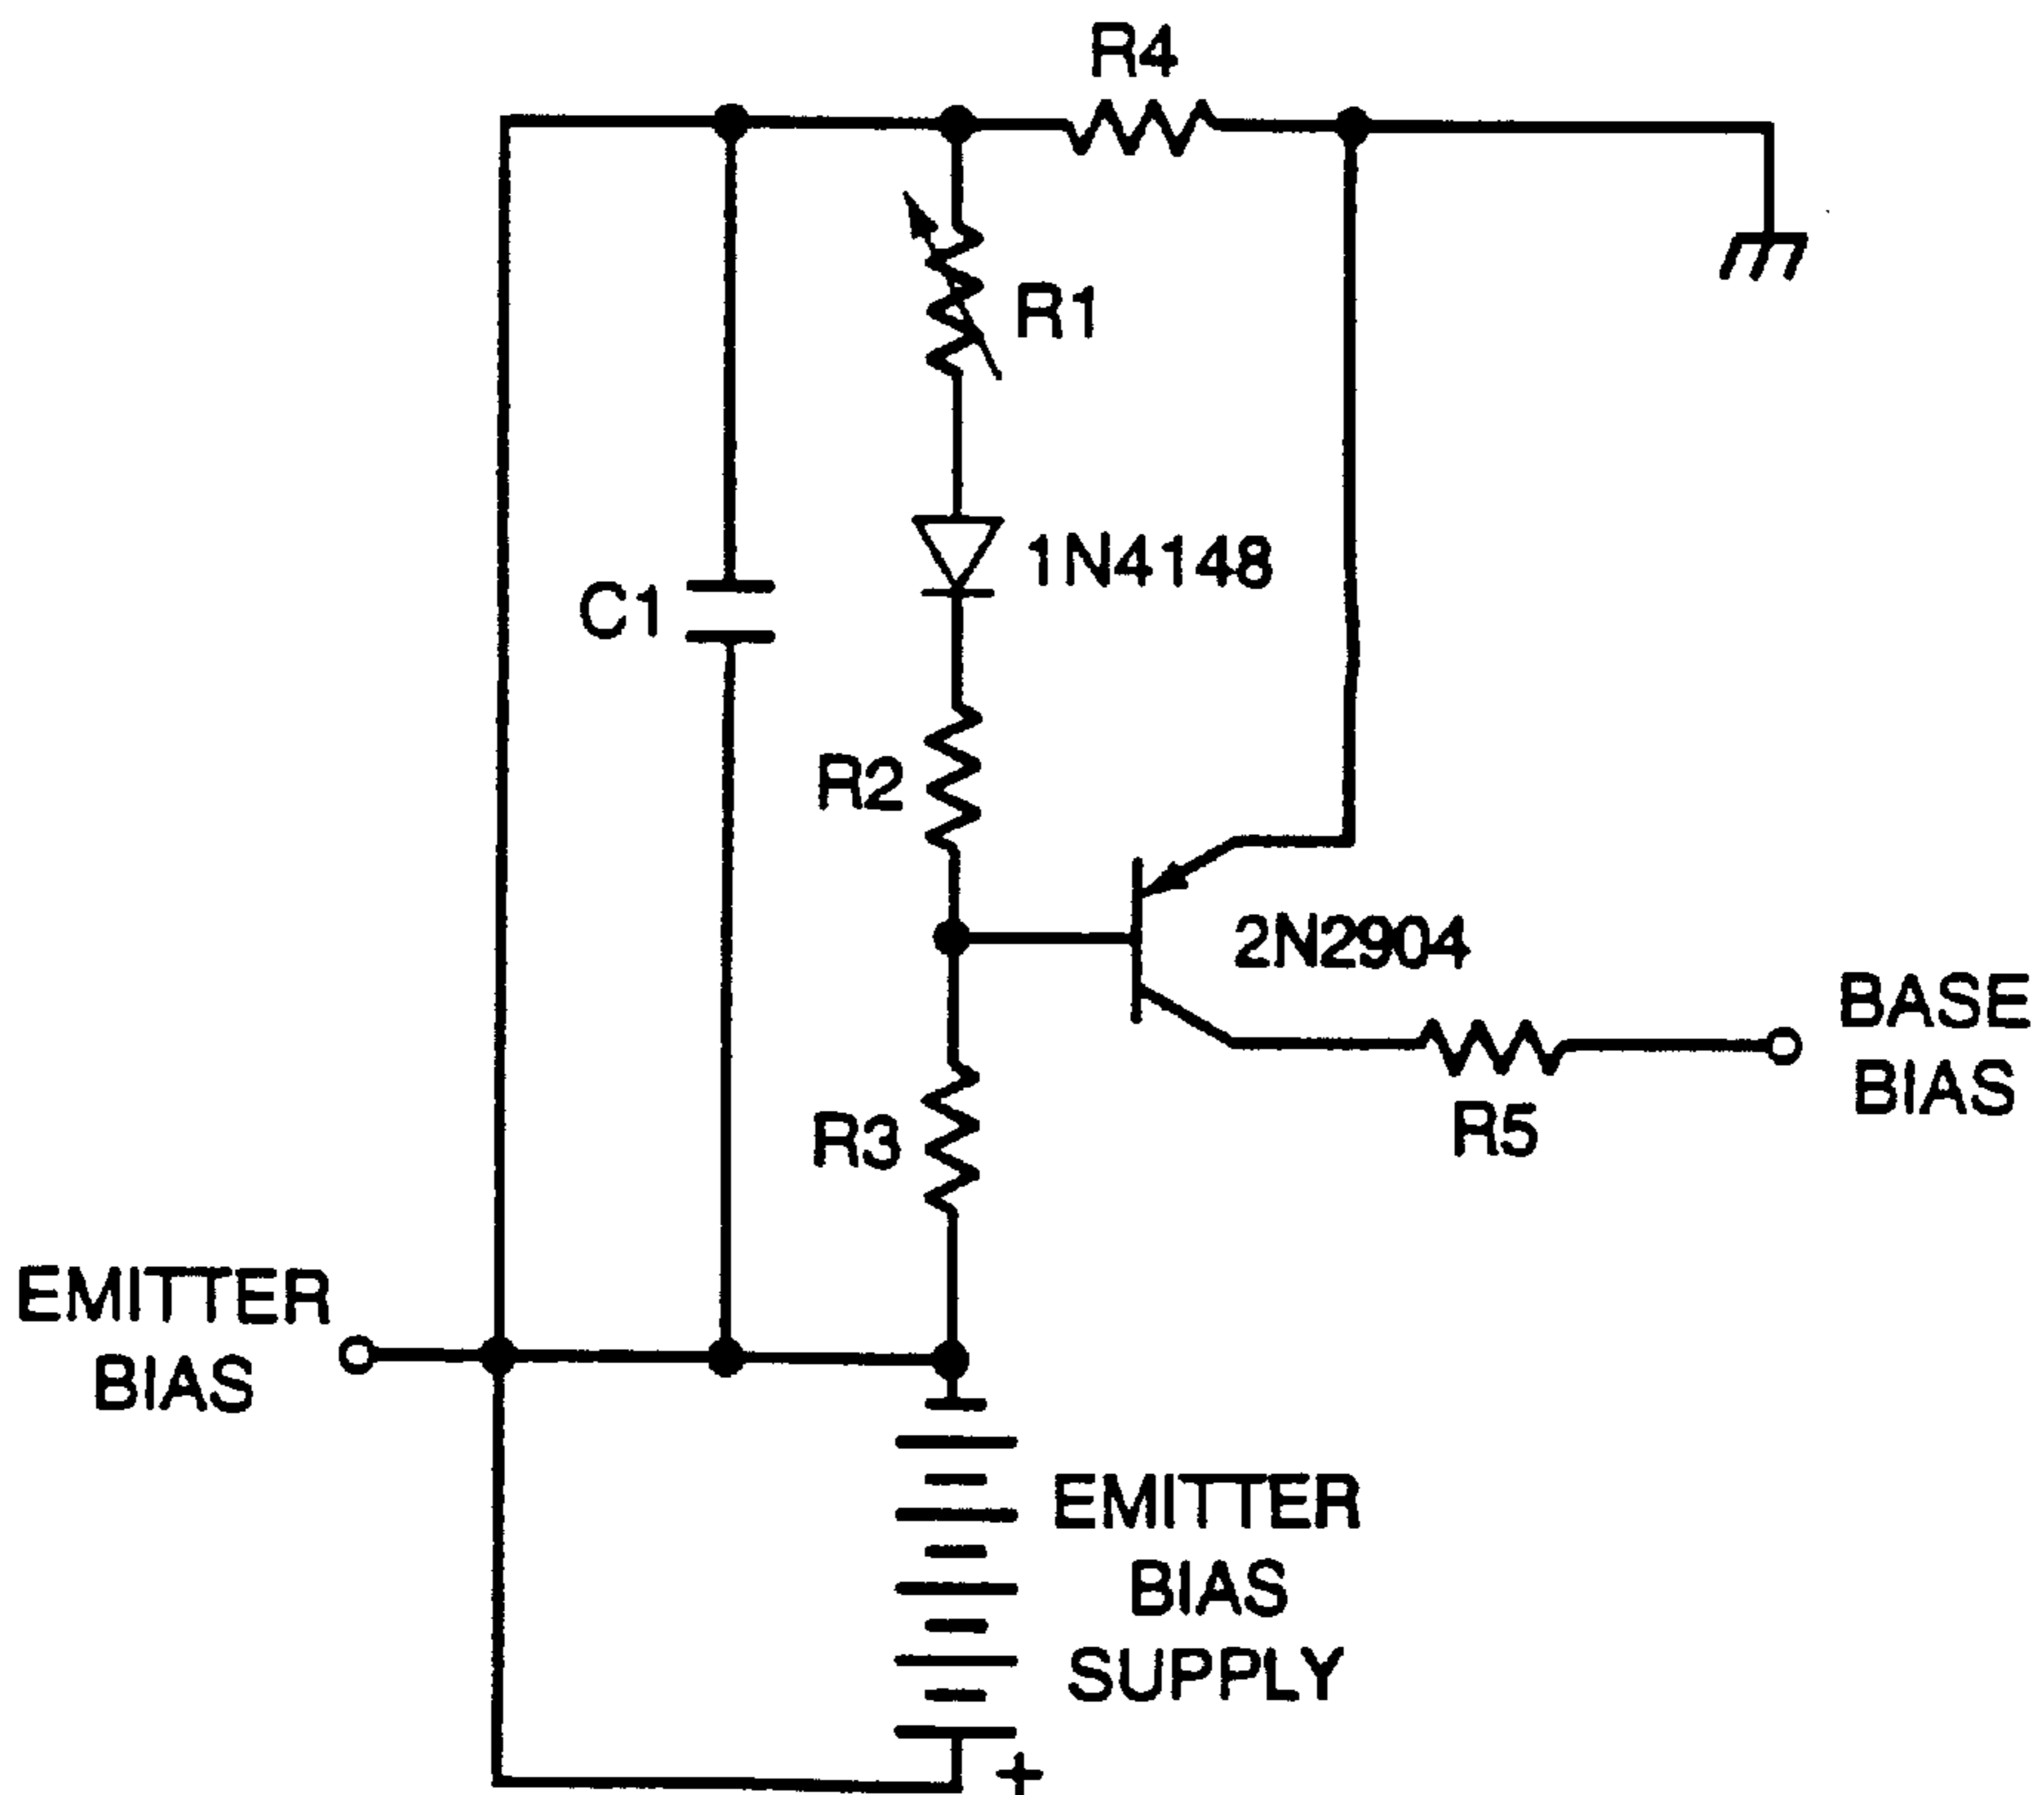 R4
R1
1N4148
C1
R2
2N2904
BASE
BIAS
R3
R5
EMITTER
BIAS
EMITTER
BIAS
SUPPLY
+